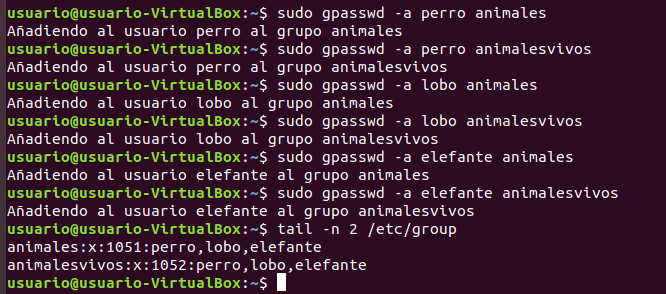 usuario@usuario-VirtualBox:~$ sudo gpasswd -a perro animales
Añadiendo al usuario perro al grupo animales
usuario@usuario-VirtualBox:~$ sudo gpasswd -a perro animalesvivos
Añadiendo al usuario perro al grupo animalesvivos
usuario@usuario-VirtualBox:~$ sudo gpasswd -a lobo animales
Añadiendo al usuario lobo al grupo animales
usuario@usuario-VirtualBox:~$ sudo gpasswd -a lobo animalesvivos
Añadiendo al usuario lobo al grupo animalesvivos
usuario@usuario-VirtualBox:~$ sudo gpasswd -a elefante animales
Añadiendo al usuario elefante al grupo animales
usuario@usuario-VirtualBox:~$ sudo gpasswd -a elefante animalesvivos
Añadiendo al usuario elefante al grupo animalesvivos
usuario@usuario-VirtualBox:~$ tail -n 2 /etc/group
animales:x:1051:perro,lobo,elefante
animalesvivos:x:1052:perro,lobo,elefante
usuario@usuario-VirtualBox:~$